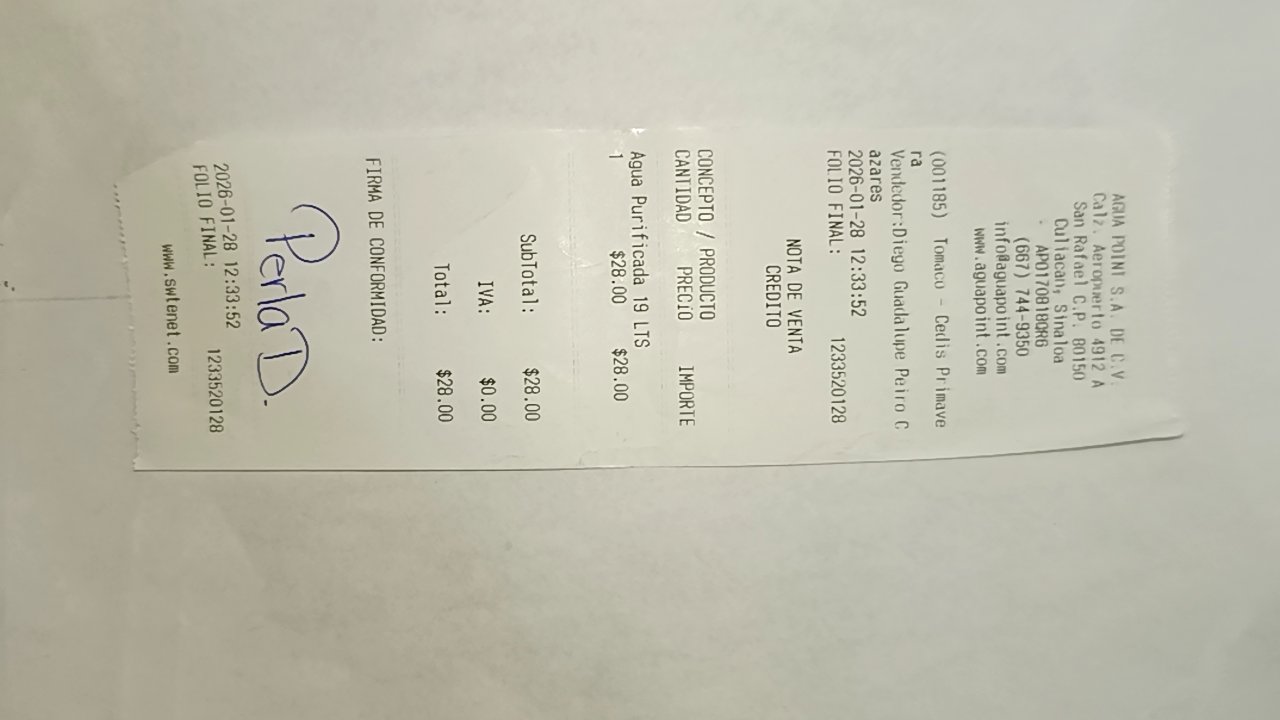 AGUA POINT S.A. DE C.V.
Calz. Aeropuerto 4912 A
San Rafael C.P. 80150
Culiacan, Sinaloa
AP0170818QR6
(667) 744-9350
info@aguapoint.com
www.aguapoint.com
(001185) Tomaco - Cedis Primave
ra
Vendedor:Diego Guadalupe Peiro C
azares
2026-01-28 12:33:52
FOLIO FINAL: 1233520128
NOTA DE VENTA
CREDITO
CONCEPTO / PRODUCTO
CANTIDAD PRECIO IMPORTE
Agua Purificada 19 LTS
1 $28.00 $28.00
SubTotal: $28.00
IVA: $0.00
Total: $28.00
FIRMA DE CONFORMIDAD:
Perla D.
2026-01-28 12:33:52
FOLIO FINAL: 1233520128
www.swtenet.com